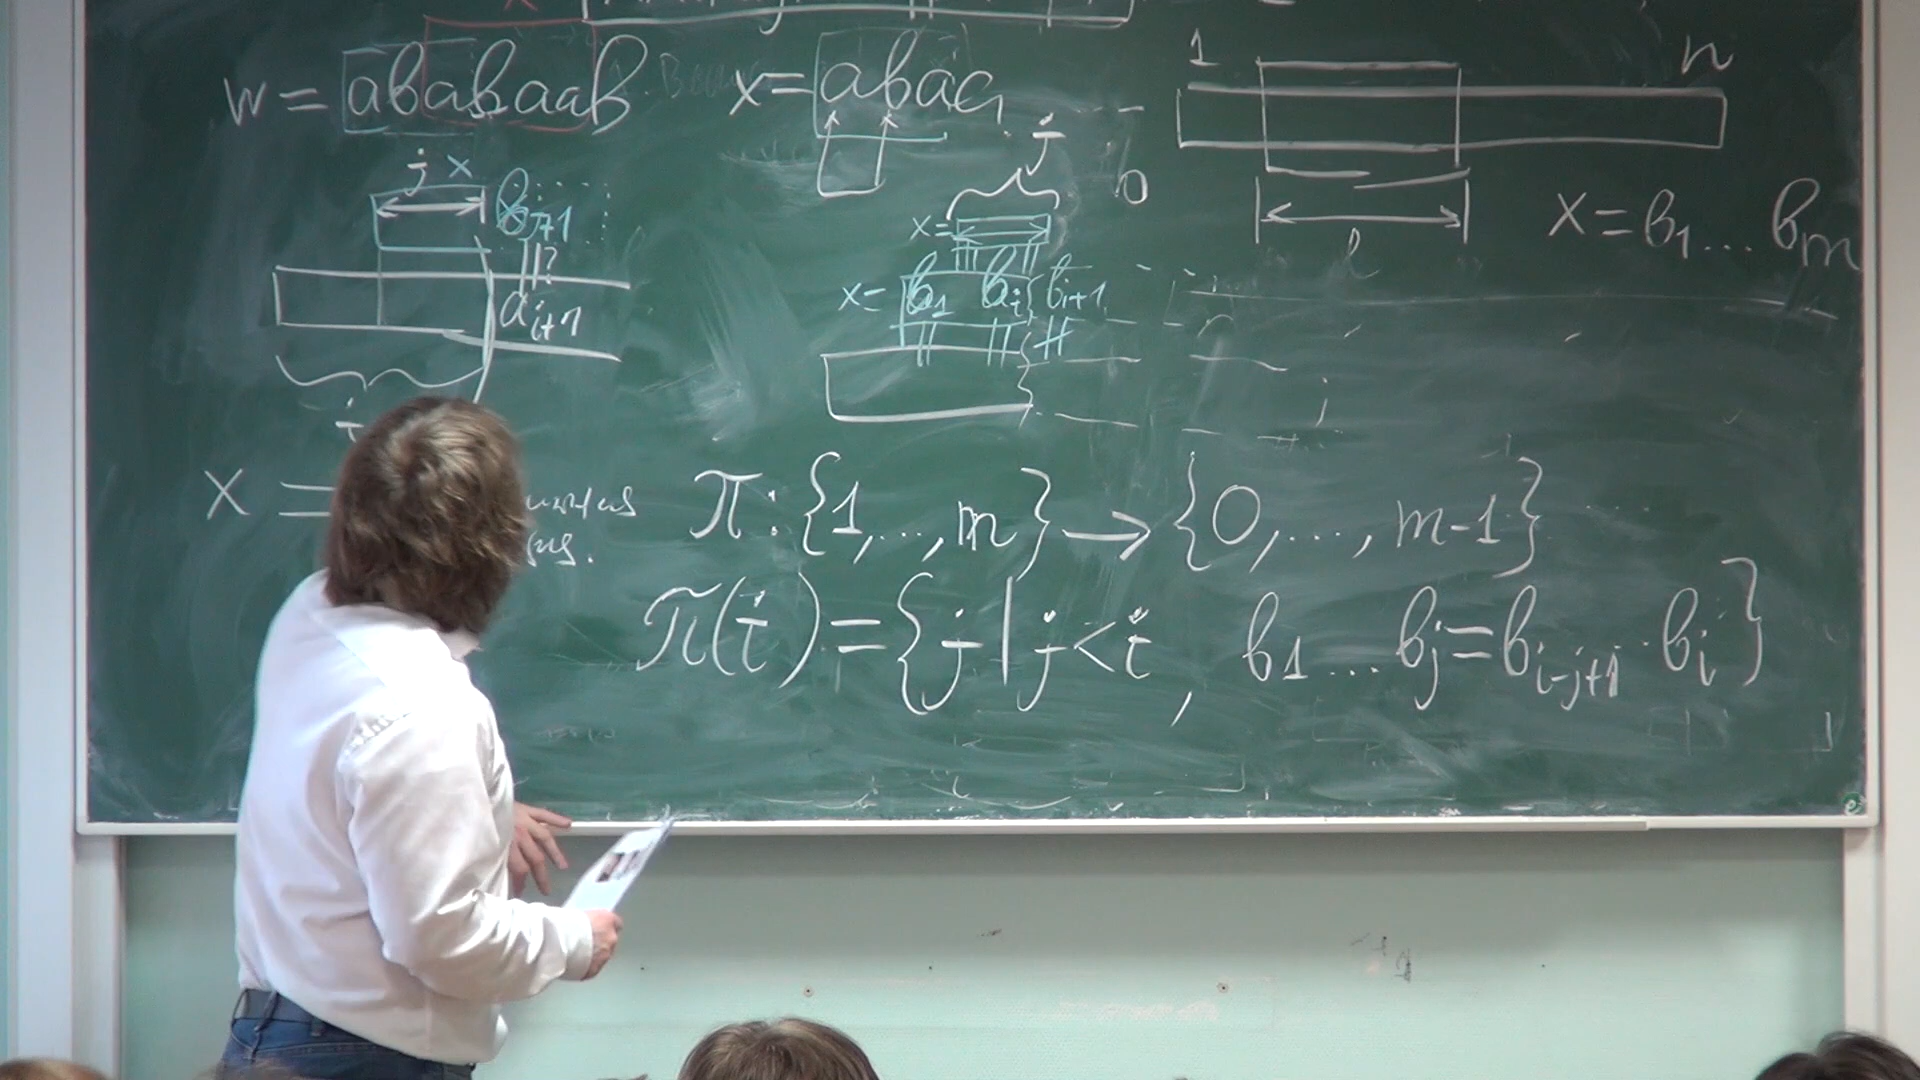 w = ababaab
x = abaa
1 n
j x
bj+1
||?
ai+1
i
j
x =
x = b1 bi bi+1
b
l
x = b1 ... bm
x =
π: {1, ..., m} → {0, ..., m-1}
π(i) = {j | j < i, b1 ... bj = bi-j+1 .. bi}